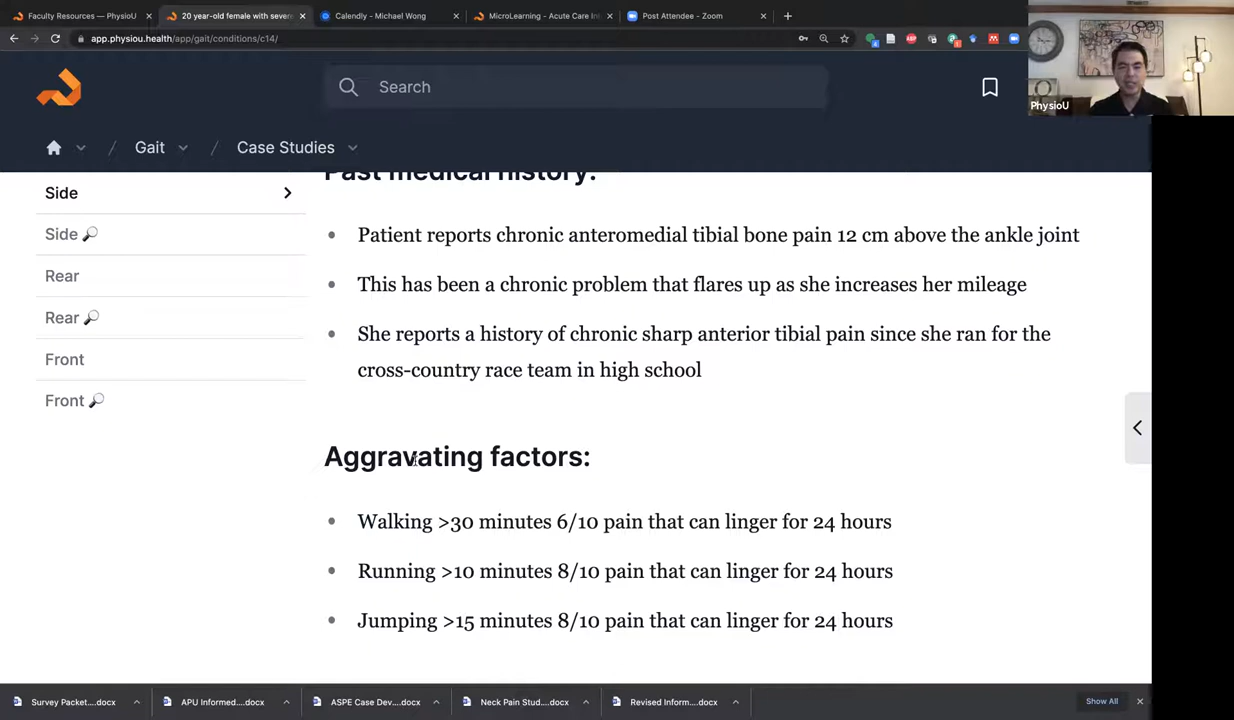 Faculty Resources — PhysioU
20 year-old female with severe
Calendly - Michael Wong
MicroLearning - Acute Care Int
Post Attendee - Zoom
app.physiou.health/app/gait/conditions/c14/
Search
PhysioU
Gait / Case Studies
Past medical history:
Side
Side
Rear
Rear
Front
Front
• Patient reports chronic anteromedial tibial bone pain 12 cm above the ankle joint
• This has been a chronic problem that flares up as she increases her mileage
• She reports a history of chronic sharp anterior tibial pain since she ran for the
cross-country race team in high school
Aggravating factors:
• Walking >30 minutes 6/10 pain that can linger for 24 hours
• Running >10 minutes 8/10 pain that can linger for 24 hours
• Jumping >15 minutes 8/10 pain that can linger for 24 hours
Survey Packet....docx
APU Informed....docx
ASPE Case Dev....docx
Neck Pain Stud....docx
Revised Inform....docx
Show All